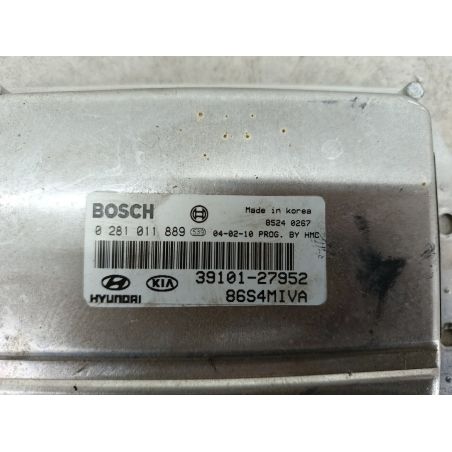 BOSCH
Made in korea
8524 0267
0 281 011 889
04-02-10 PROG. BY HMC
39101-27952
HYUNDAI KIA
86S4MIVA